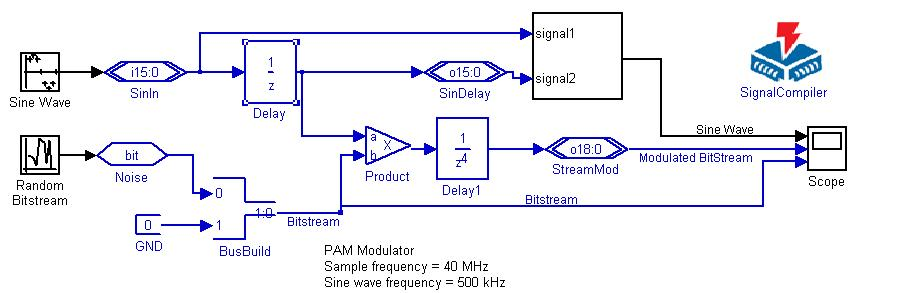 signal1
signal2
i15:0
SinIn
Sine Wave
1
z
Delay
o15:0
SinDelay
SignalCompiler
Sine Wave
a
b
X
Product
1
z4
Delay1
o18:0
StreamMod
Modulated BitStream
Scope
Random
Bitstream
bit
Noise
0
1
1:0
BusBuild
0
GND
Bitstream
Bitstream
PAM Modulator
Sample frequency = 40 MHz
Sine wave frequency = 500 kHz